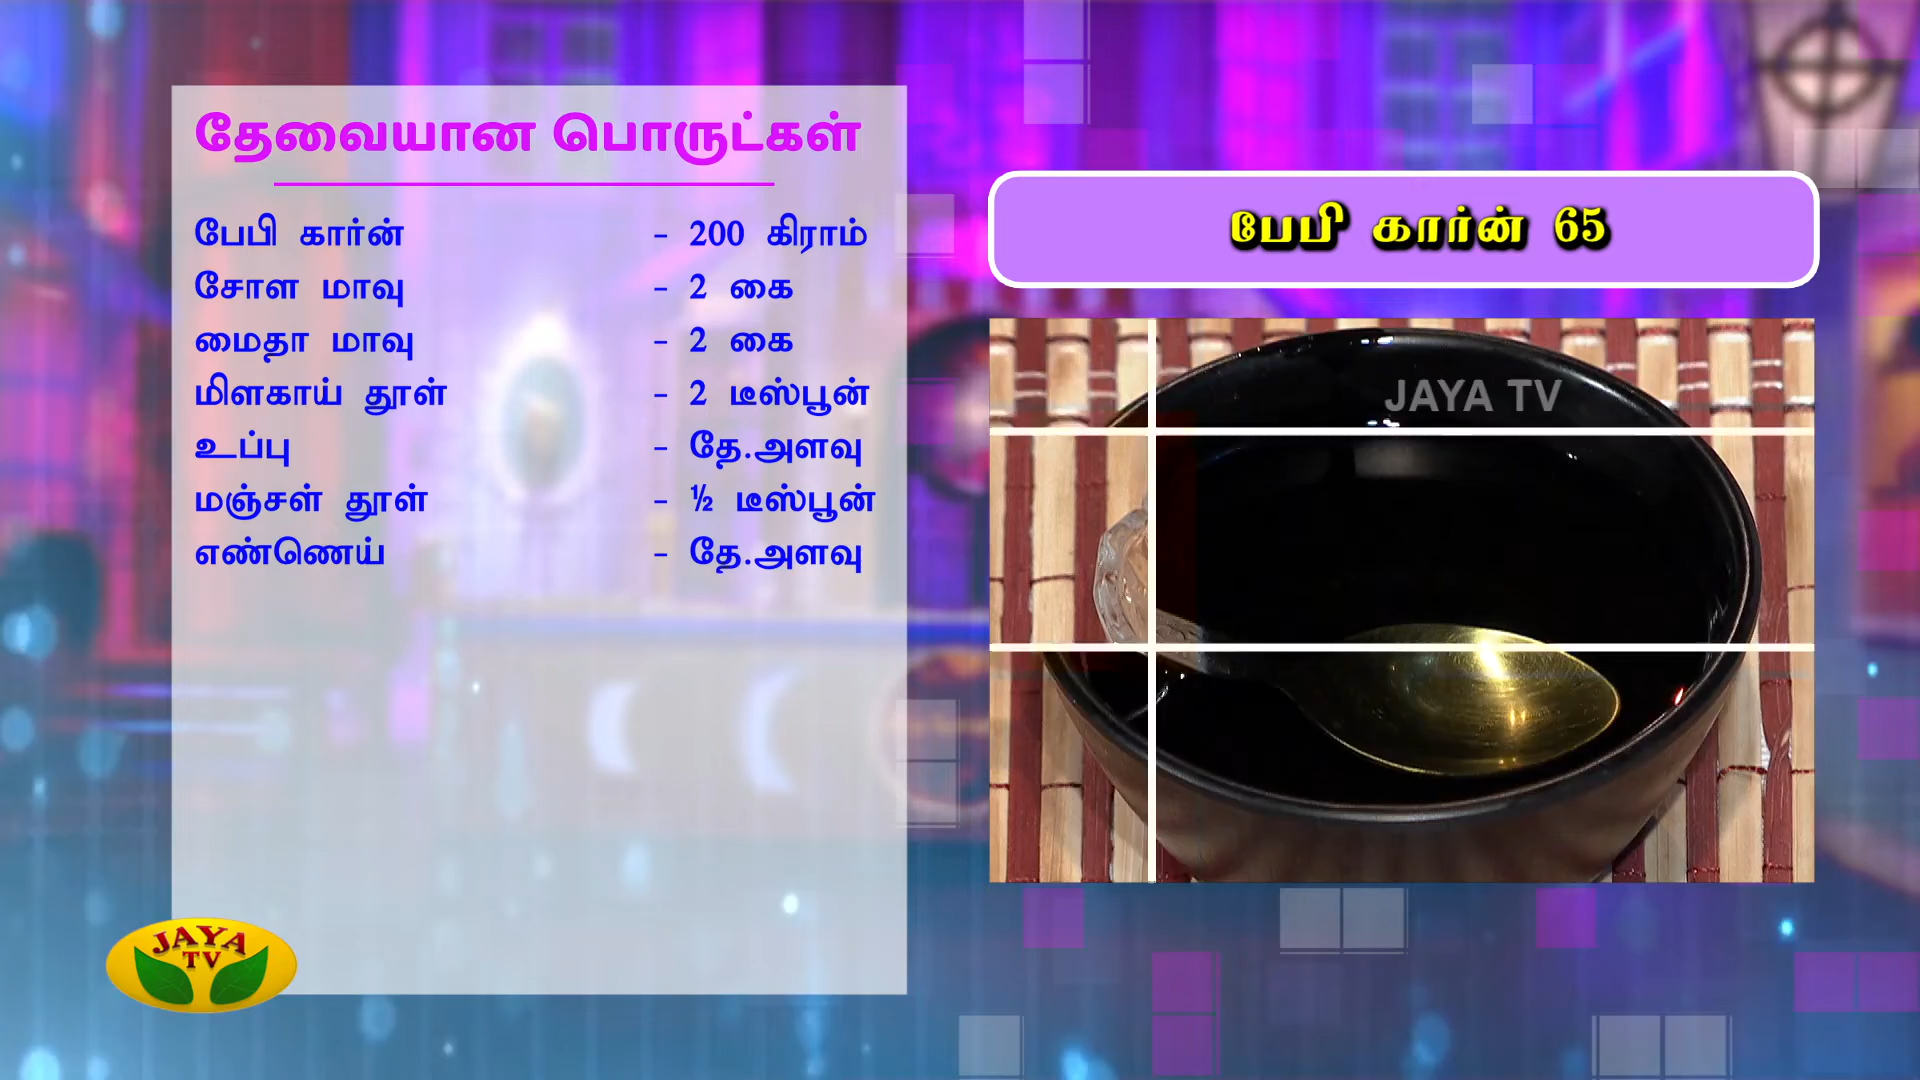 தேவையான பொருட்கள்
பேபி கார்ன் - 200 கிராம்
சோள மாவு - 2 கை
மைதா மாவு - 2 கை
மிளகாய் தூள் - 2 டீஸ்பூன்
உப்பு - தே.அளவு
மஞ்சள் தூள் - ½ டீஸ்பூன்
எண்ணெய் - தே.அளவு
பேபி கார்ன் 65
JAYA TV
JAYA
TV